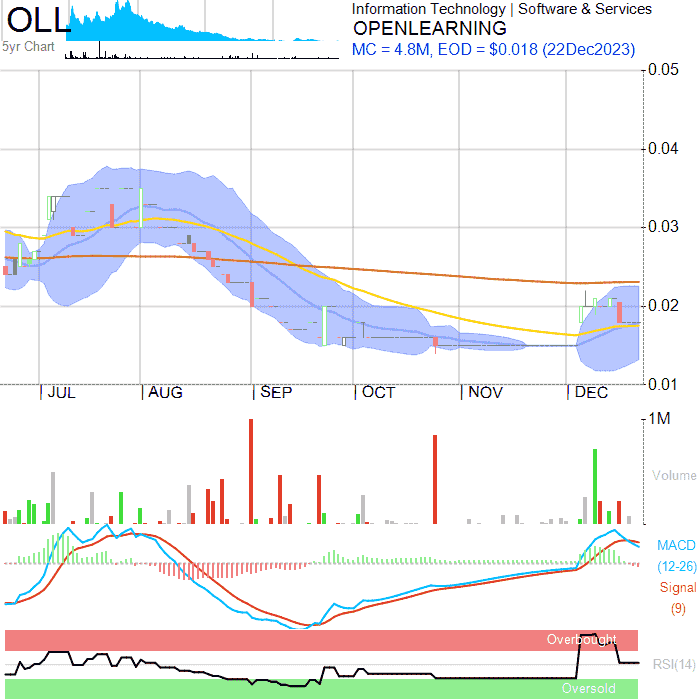 OLL
5yr Chart
Information Technology | Software & Services
OPENLEARNING
MC = 4.8M, EOD = $0.018 (22Dec2023)
0.05
0.04
0.03
0.02
0.01
| JUL | AUG | SEP | OCT | NOV | DEC
1M
Volume
MACD
(12-26)
Signal
(9)
Overbought
RSI(14)
Oversold